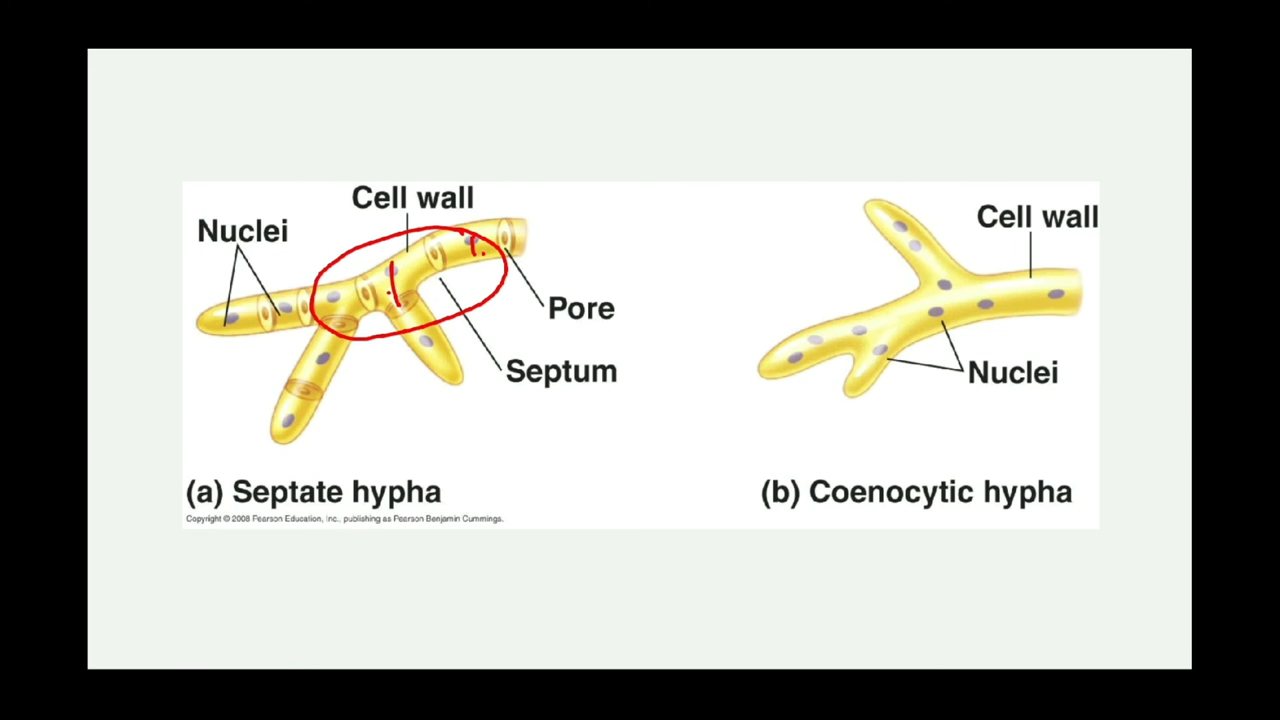 Cell wall
Nuclei
Pore
Septum
(a) Septate hypha
Copyright © 2008 Pearson Education, Inc., publishing as Pearson Benjamin Cummings.
Cell wall
Nuclei
(b) Coenocytic hypha